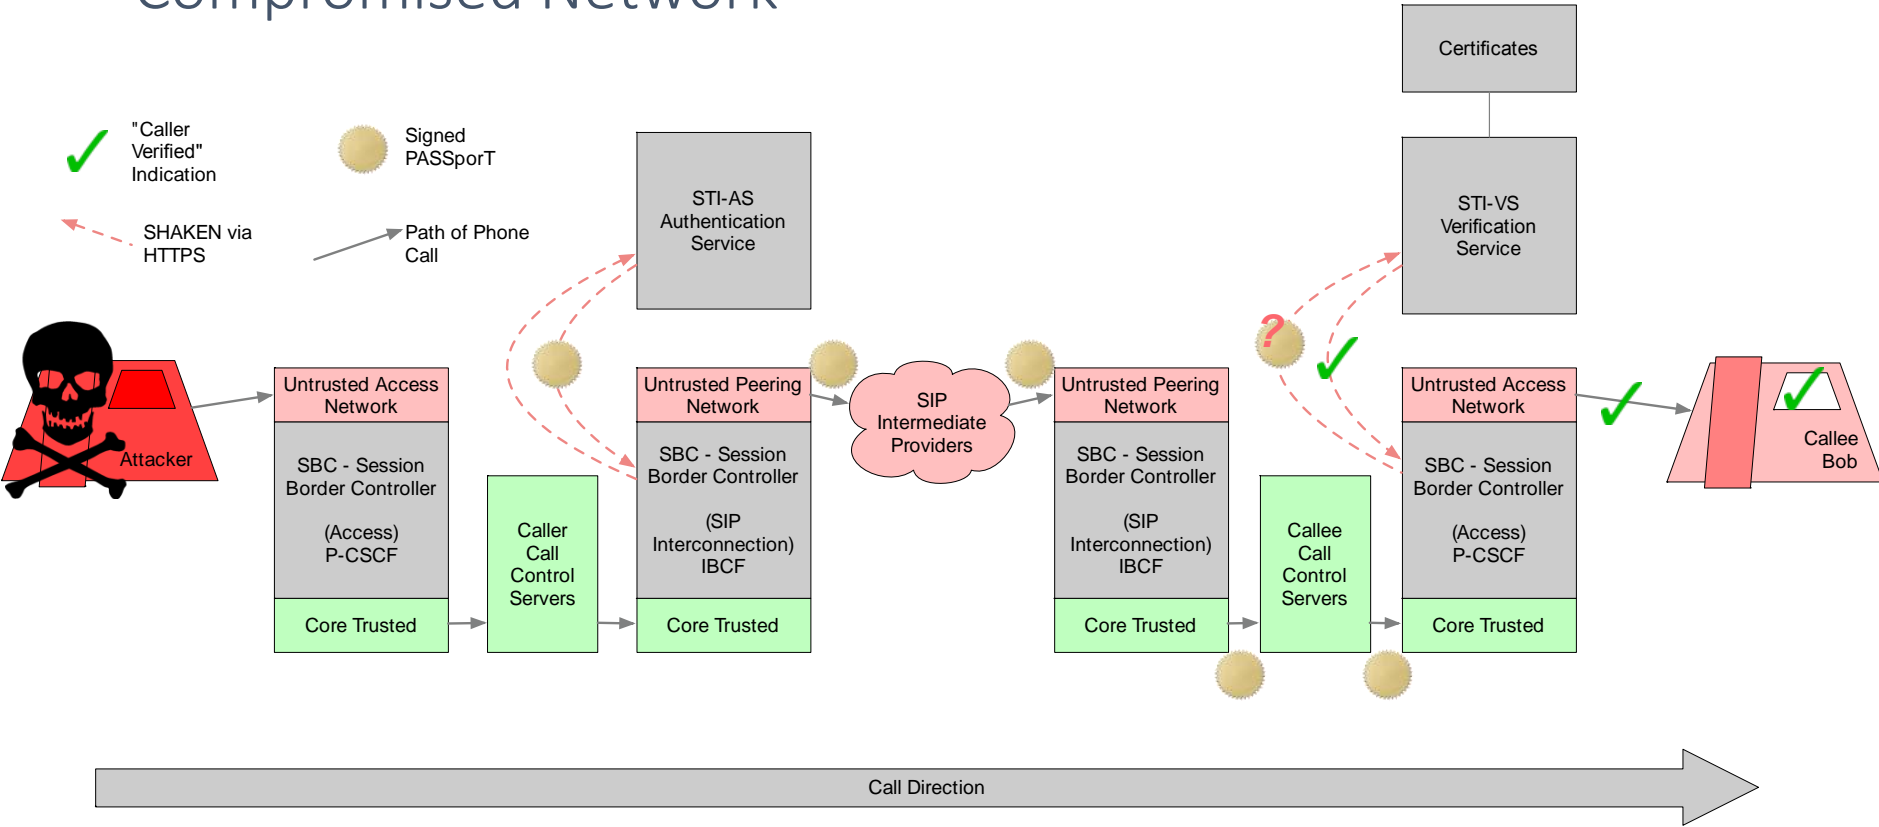 Compromised Network
Certificates
"Caller
Verified"
Indication
Signed
PASSporT
SHAKEN via
HTTPS
Path of Phone
Call
STI-AS
Authentication
Service
STI-VS
Verification
Service
?
Attacker
Untrusted Access
Network
SBC - Session
Border Controller
(Access)
P-CSCF
Core Trusted
Caller
Call
Control
Servers
Untrusted Peering
Network
SBC - Session
Border Controller
(SIP
Interconnection)
IBCF
Core Trusted
SIP
Intermediate
Providers
Untrusted Peering
Network
SBC - Session
Border Controller
(SIP
Interconnection)
IBCF
Core Trusted
Callee
Call
Control
Servers
Untrusted Access
Network
SBC - Session
Border Controller
(Access)
P-CSCF
Core Trusted
Callee
Bob
Call Direction